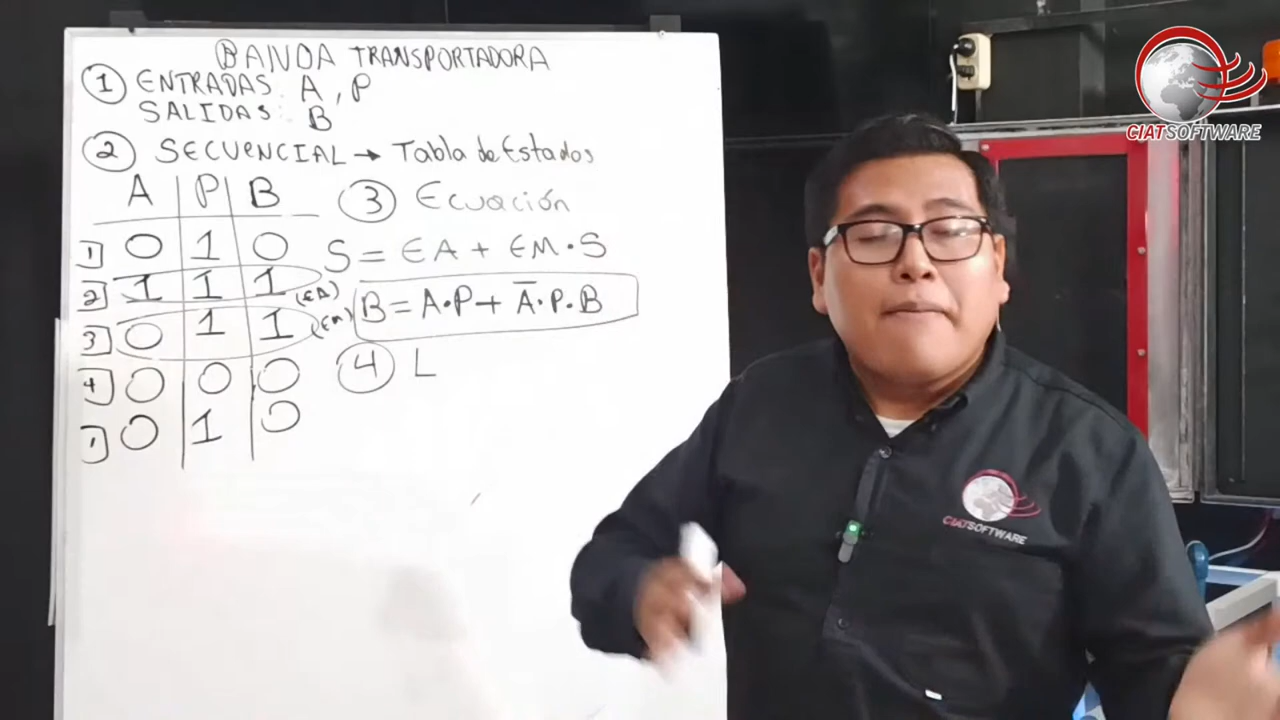 BANDA TRANSPORTADORA
1 ENTRADAS: A, P
SALIDAS: B
2 SECUENCIAL → Tabla de Estados
A P B
1 0 1 0
2 1 1 1 (EA)
3 0 1 1 (EM)
4 0 0 0
1 0 1 0
3 Ecuación
S = EA + EM · S
B = A·P + A̅·P·B
4 L
CIATSOFTWARE
CIATSOFTWARE